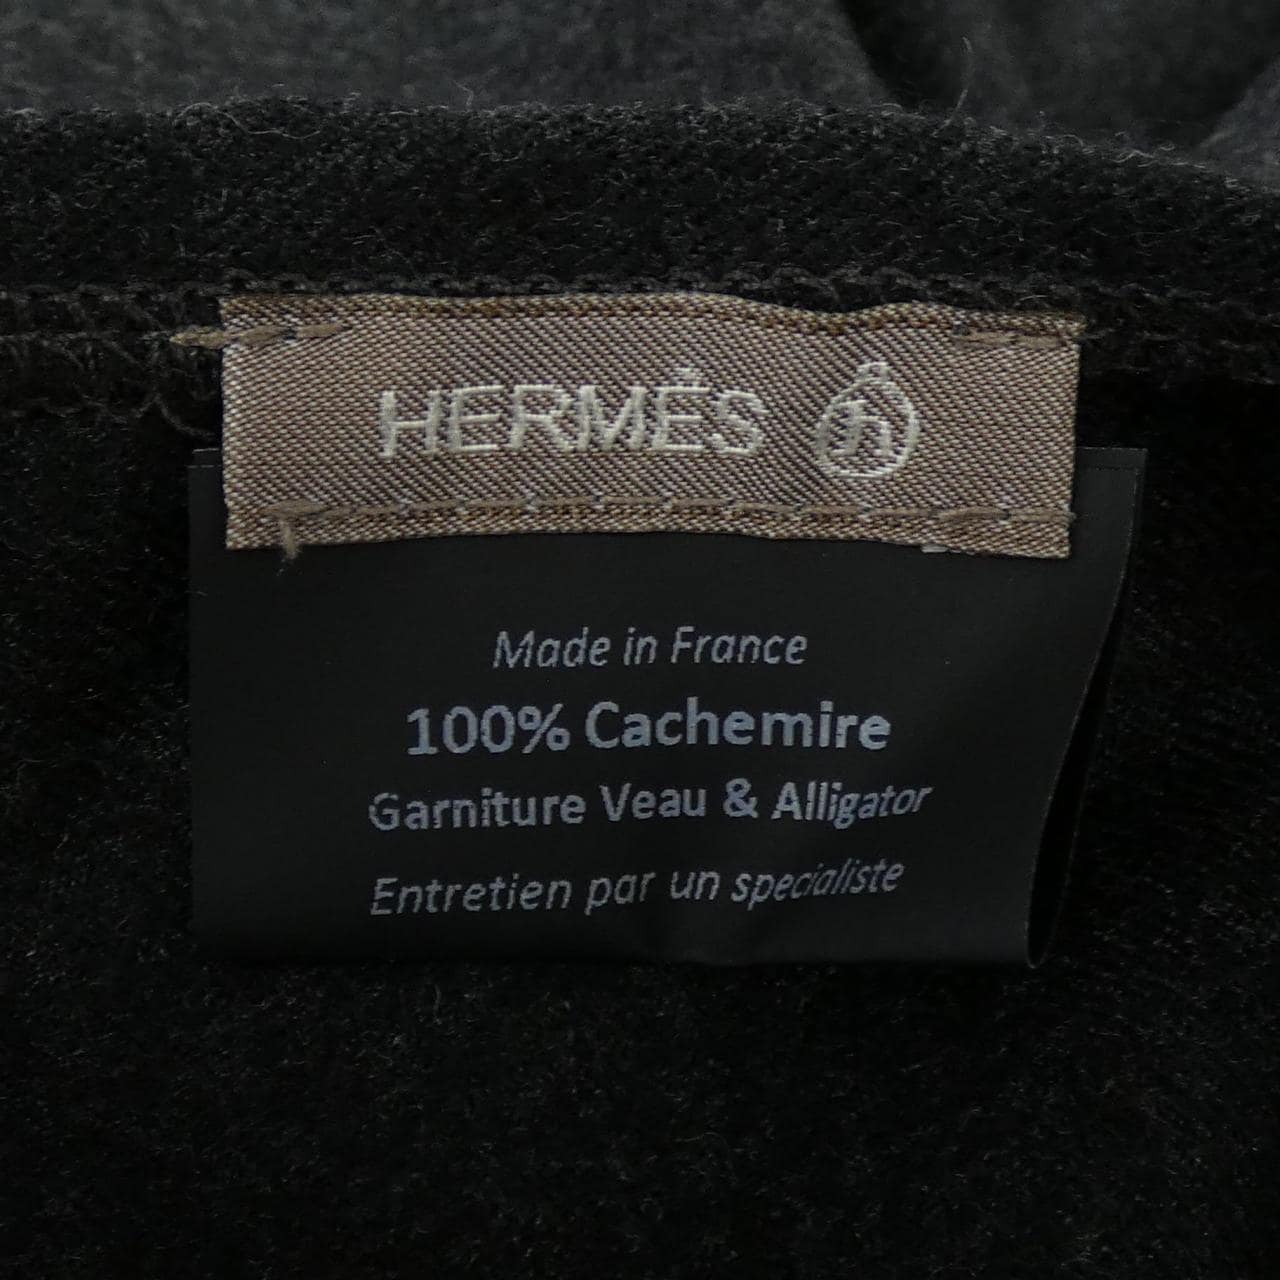 HERMÈS h
Made in France
100% Cachemire
Garniture Veau & Alligator
Entretien par un specialiste